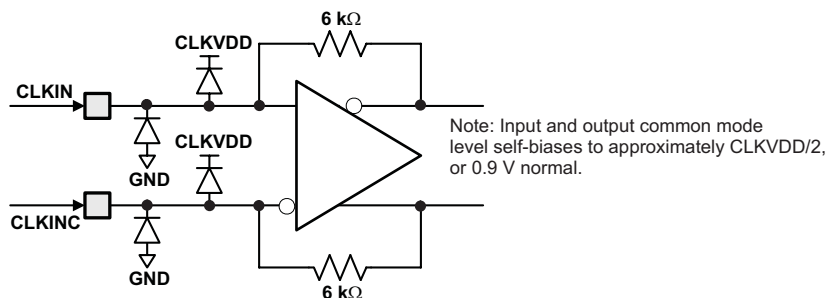 6 kΩ
CLKVDD
CLKIN
CLKVDD
GND
CLKINC
GND
6 kΩ
Note: Input and output common mode
level self-biases to approximately CLKVDD/2,
or 0.9 V normal.